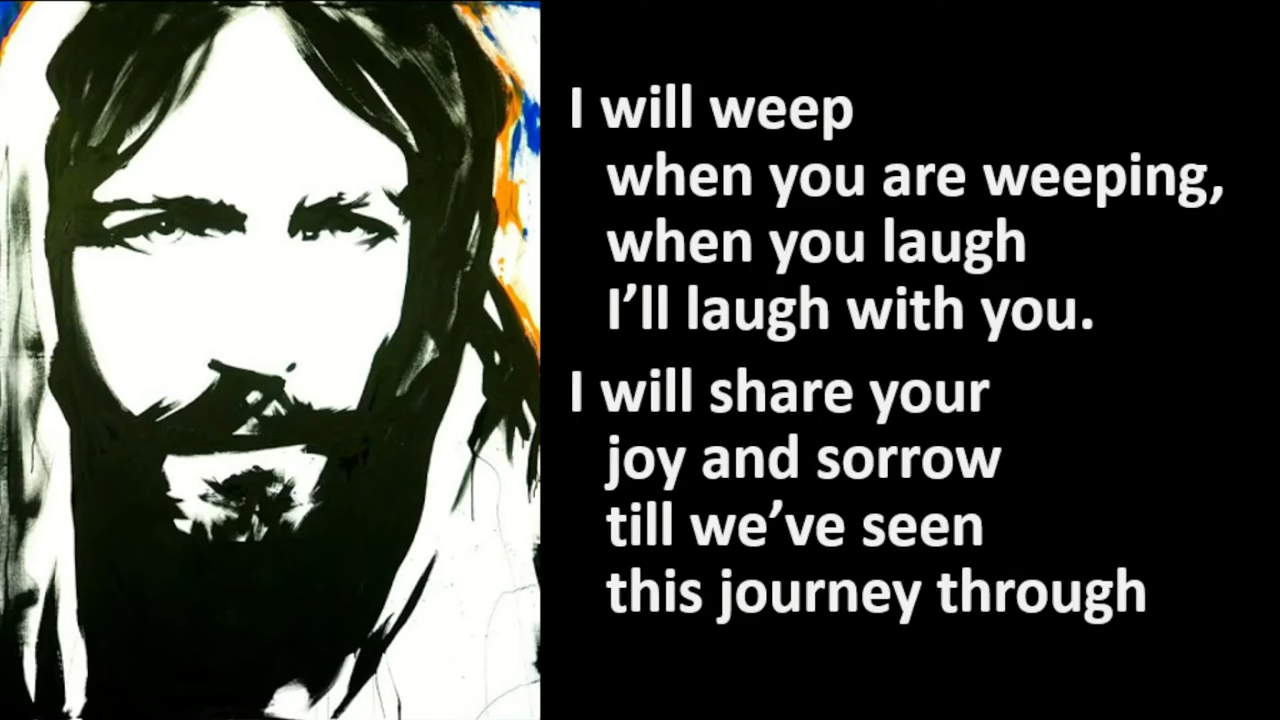 I will weep
when you are weeping,
when you laugh
I’ll laugh with you.
I will share your
joy and sorrow
till we’ve seen
this journey through